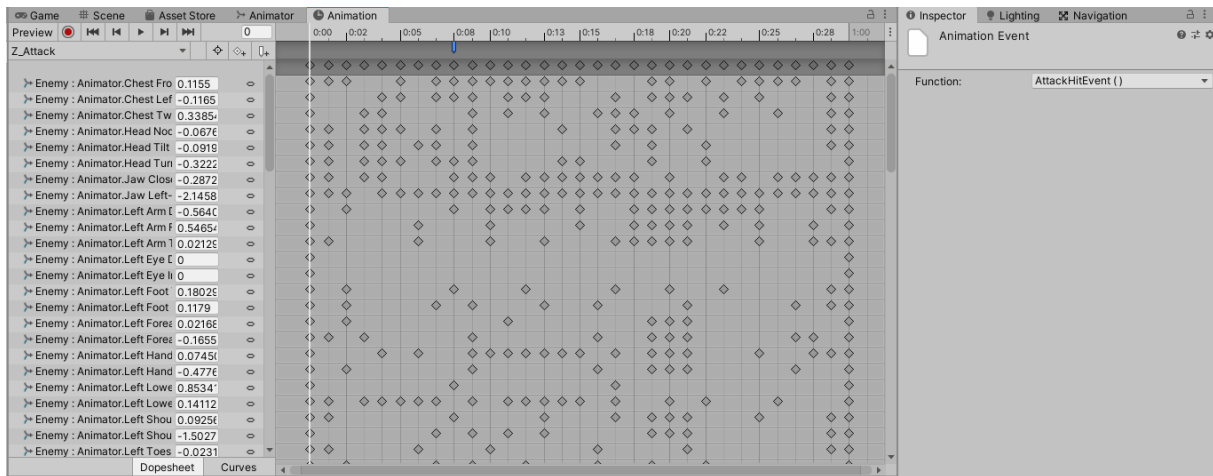 Game Scene Asset Store Animator Animation Inspector Lighting Navigation
Preview 0 0:00 0:02 0:05 0:08 0:10 0:13 0:15 0:18 0:20 0:22 0:25 0:28 1:00 Animation Event
Z_Attack
Function: AttackHitEvent ( )
Enemy : Animator.Chest Fro 0.1155
Enemy : Animator.Chest Lef -0.1165
Enemy : Animator.Chest Tw 0.3385
Enemy : Animator.Head Noc -0.0676
Enemy : Animator.Head Tilt -0.0919
Enemy : Animator.Head Tur -0.3222
Enemy : Animator.Jaw Clos -0.2872
Enemy : Animator.Jaw Left- -2.1458
Enemy : Animator.Left Arm -0.5640
Enemy : Animator.Left Arm 0.5465
Enemy : Animator.Left Arm 0.02129
Enemy : Animator.Left Eye 0
Enemy : Animator.Left Eye 0
Enemy : Animator.Left Foot 0.18029
Enemy : Animator.Left Foot 0.1179
Enemy : Animator.Left Fore 0.02168
Enemy : Animator.Left Fore -0.1655
Enemy : Animator.Left Hand 0.0745
Enemy : Animator.Left Hand -0.4776
Enemy : Animator.Left Lowe 0.8534
Enemy : Animator.Left Lowe 0.14112
Enemy : Animator.Left Shou 0.09256
Enemy : Animator.Left Shou -1.5027
Enemy : Animator.Left Toes -0.0231
Dopesheet Curves